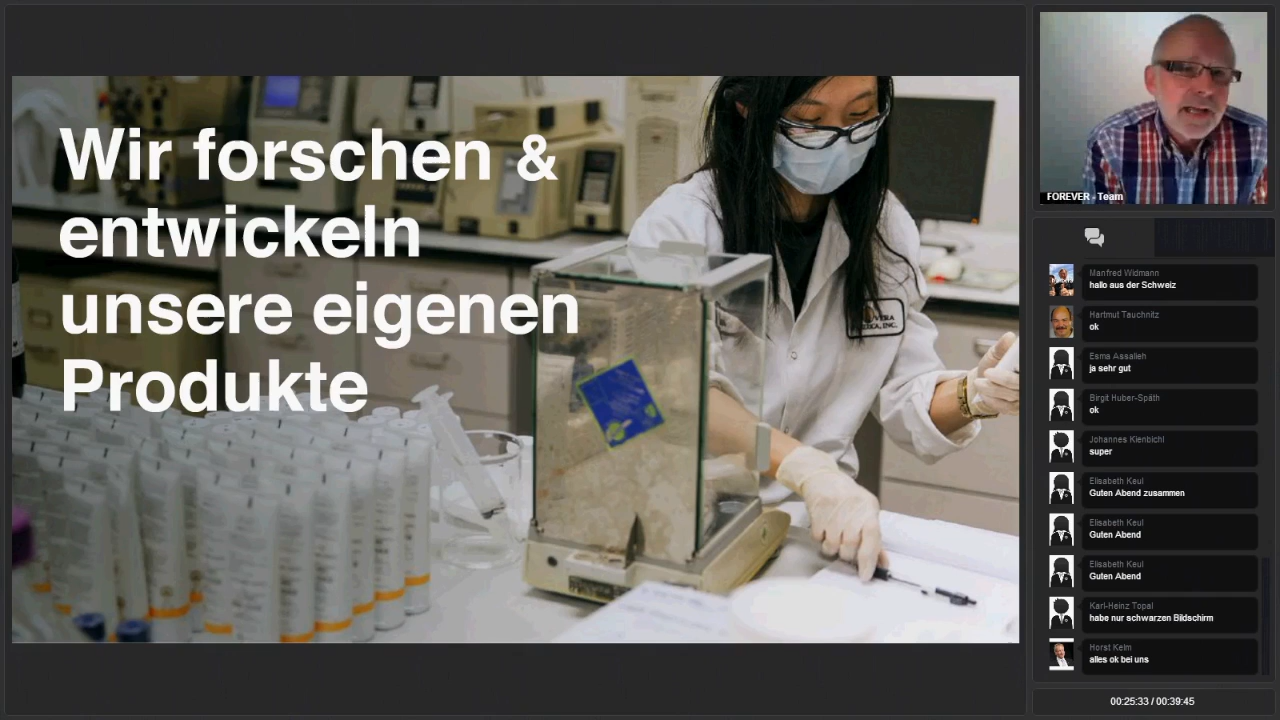 Wir forschen &
entwickeln
unsere eigenen
Produkte
FOREVER - Team
Manfred Widmann
hallo aus der Schweiz
Hartmut Tauchnitz
ok
Esma Assalieh
ja sehr gut
Birgit Huber-Späth
ok
Johannes Kienbichl
super
Elisabeth Keul
Guten Abend zusammen
Elisabeth Keul
Guten Abend
Elisabeth Keul
Guten Abend
Karl-Heinz Topal
habe nur schwarzen Bildschirm
Horst Keim
alles ok bei uns
00:25:33 / 00:39:45